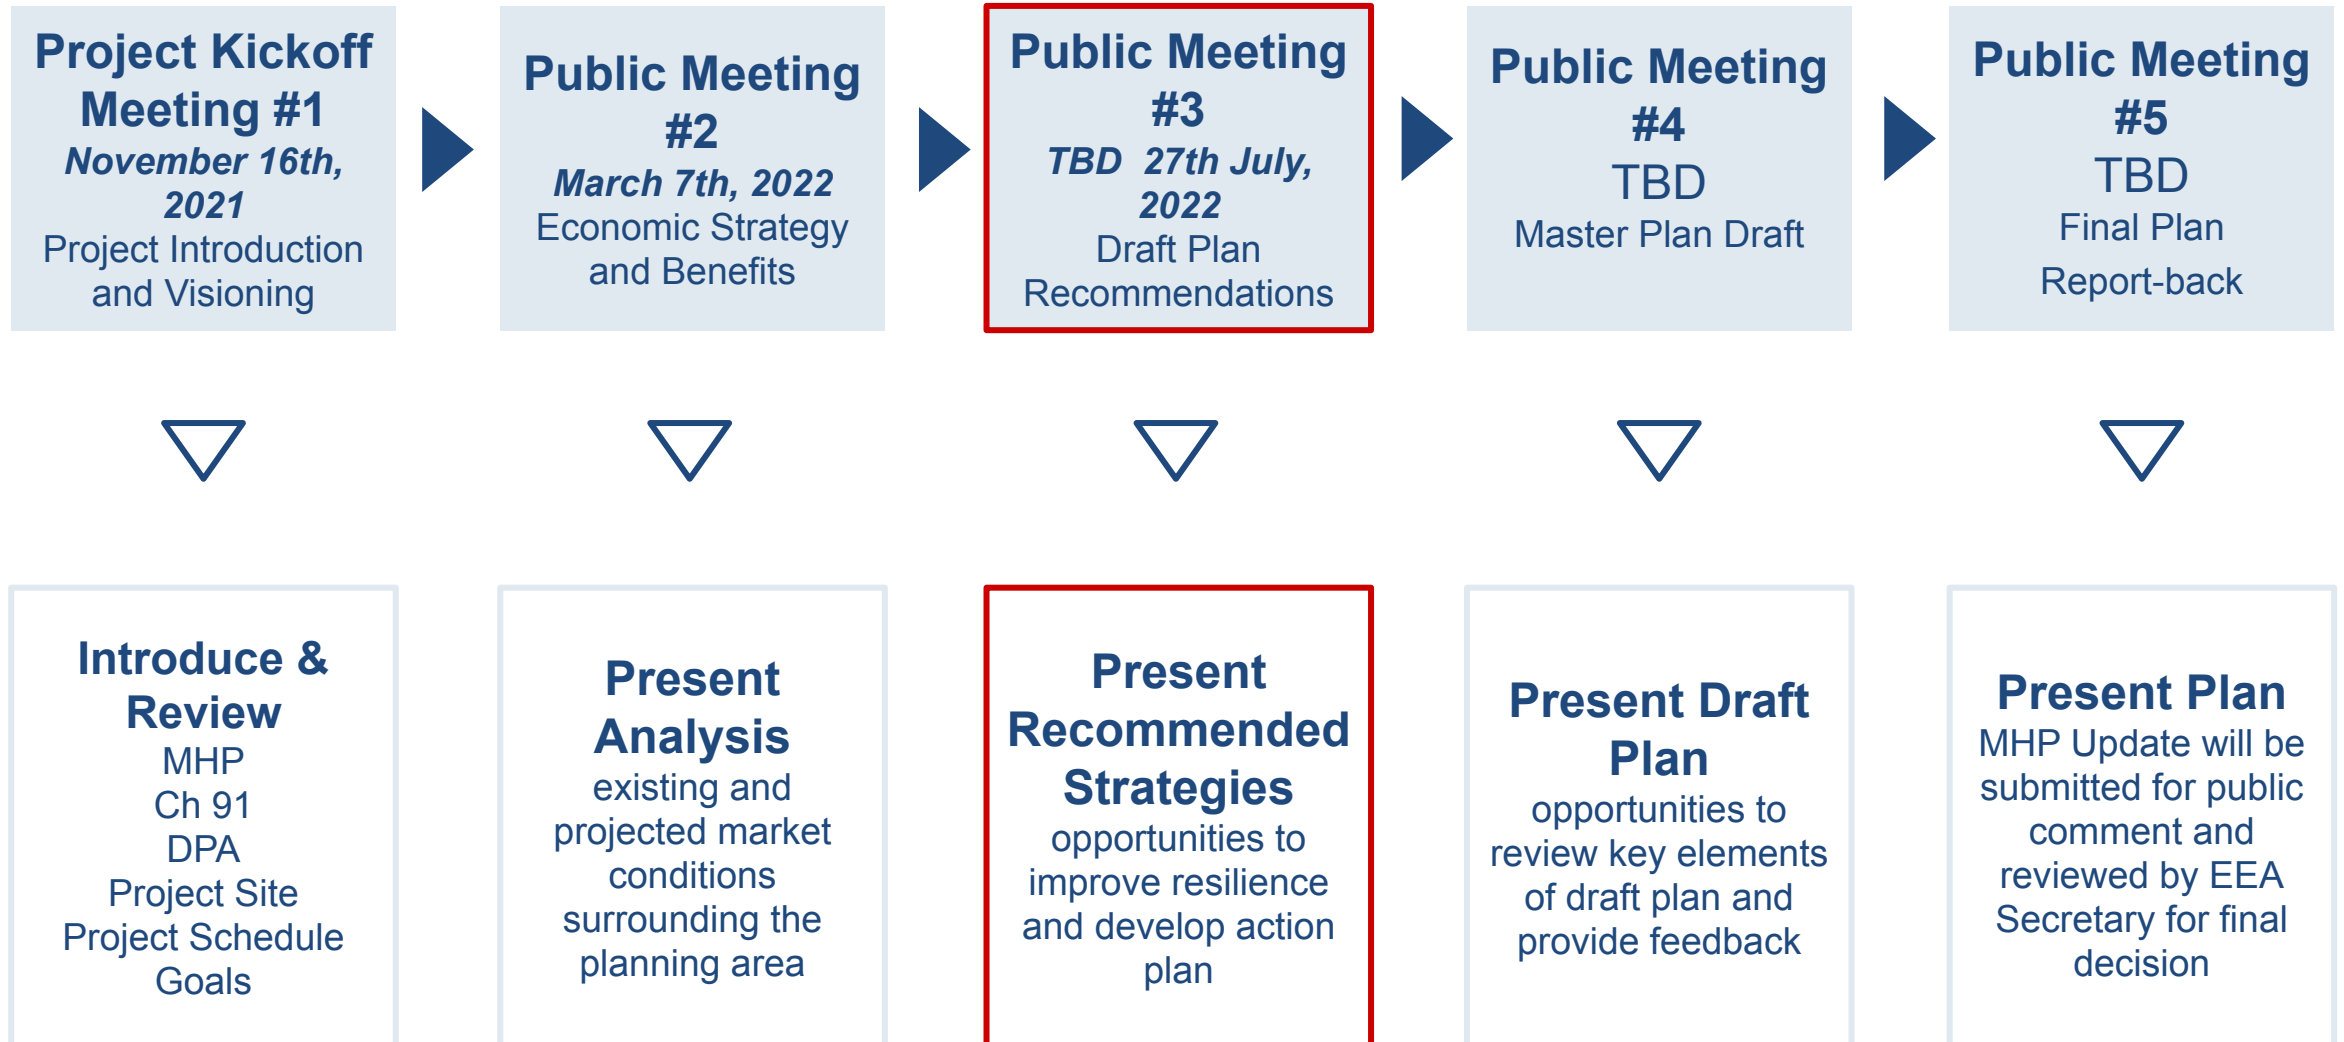 Project Kickoff
Meeting #1
November 16th,
2021
Project Introduction
and Visioning
Public Meeting
#2
March 7th, 2022
Economic Strategy
and Benefits
Public Meeting
#3
TBD  27th July,
2022
Draft Plan
Recommendations
Public Meeting
#4
TBD
Master Plan Draft
Public Meeting
#5
TBD
Final Plan
Report-back
Introduce &
Review
MHP
Ch 91
DPA
Project Site
Project Schedule
Goals
Present
Analysis
existing and
projected market
conditions
surrounding the
planning area
Present
Recommended
Strategies
opportunities to
improve resilience
and develop action
plan
Present Draft
Plan
opportunities to
review key elements
of draft plan and
provide feedback
Present Plan
MHP Update will be
submitted for public
comment and
reviewed by EEA
Secretary for final
decision